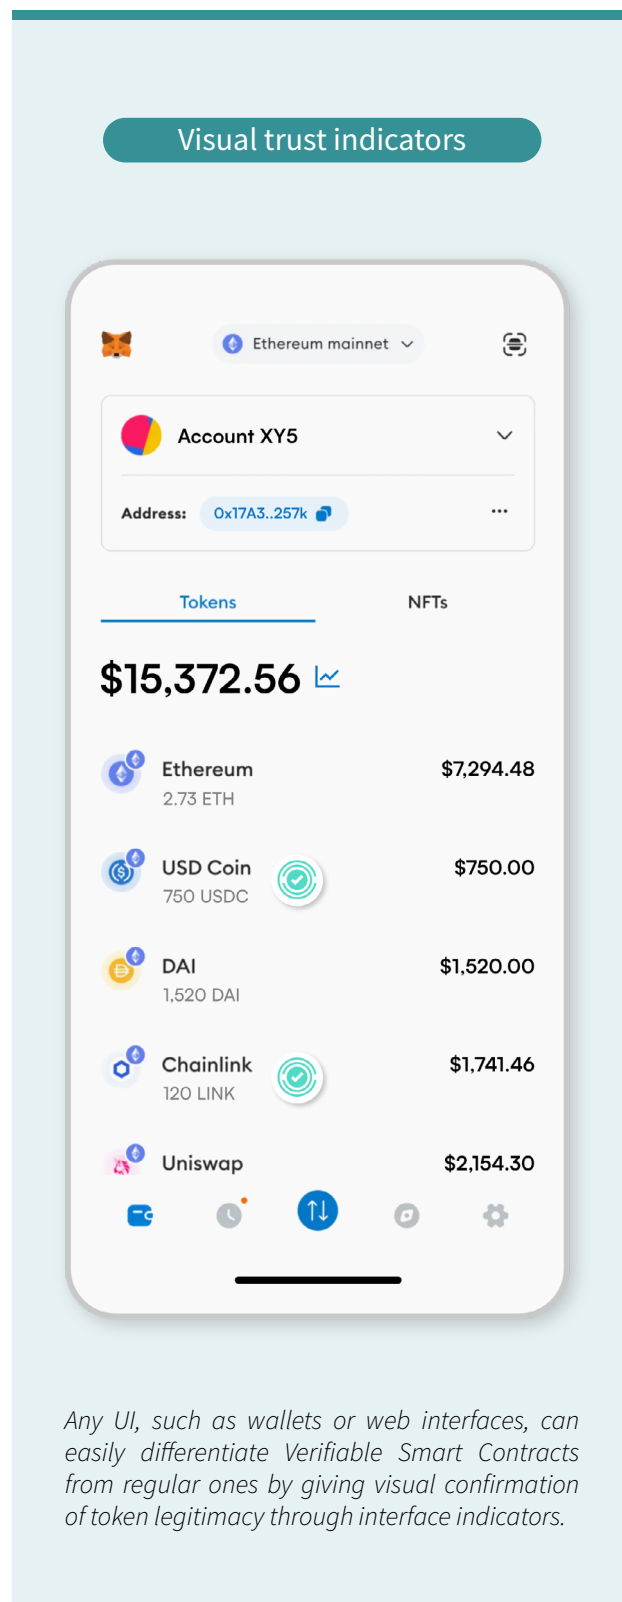 Visual trust indicators
Ethereum mainnet
Account XY5
Address: 0x17A3..257k
Tokens NFTs
$15,372.56
Ethereum $7,294.48
2.73 ETH
USD Coin $750.00
750 USDC
DAI $1,520.00
1,520 DAI
Chainlink $1,741.46
120 LINK
Uniswap $2,154.30
Any UI, such as wallets or web interfaces, can
easily differentiate Verifiable Smart Contracts
from regular ones by giving visual confirmation
of token legitimacy through interface indicators.